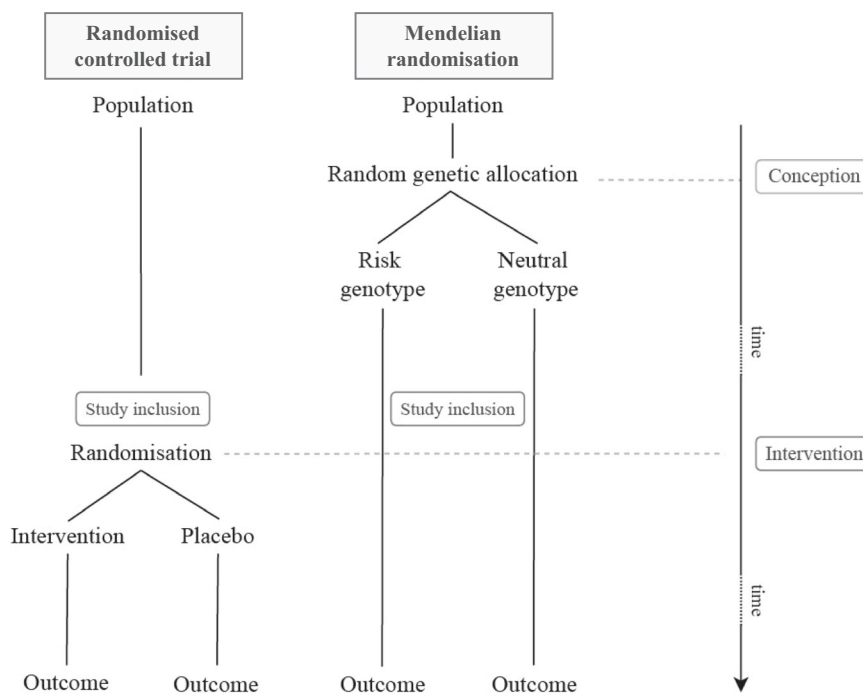 Randomised
controlled trial
Mendelian
randomisation
Population
Population
Random genetic allocation
Conception
Risk
genotype
Neutral
genotype
time
Study inclusion
Study inclusion
Randomisation
Intervention
Intervention
Placebo
time
Outcome
Outcome
Outcome
Outcome